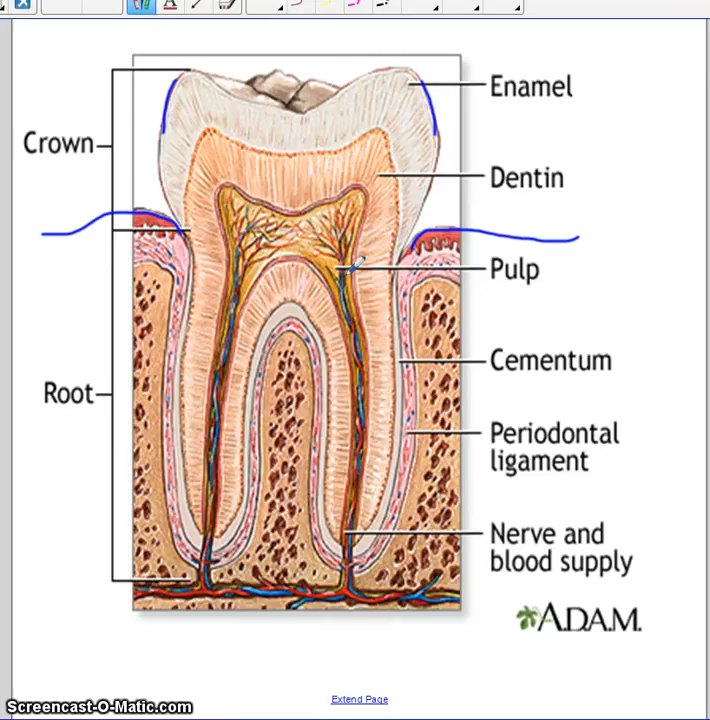 Enamel
Crown
Dentin
Pulp
Cementum
Root
Periodontal
ligament
Nerve and
blood supply
A.D.A.M.
Extend Page
Screencast-O-Matic.com